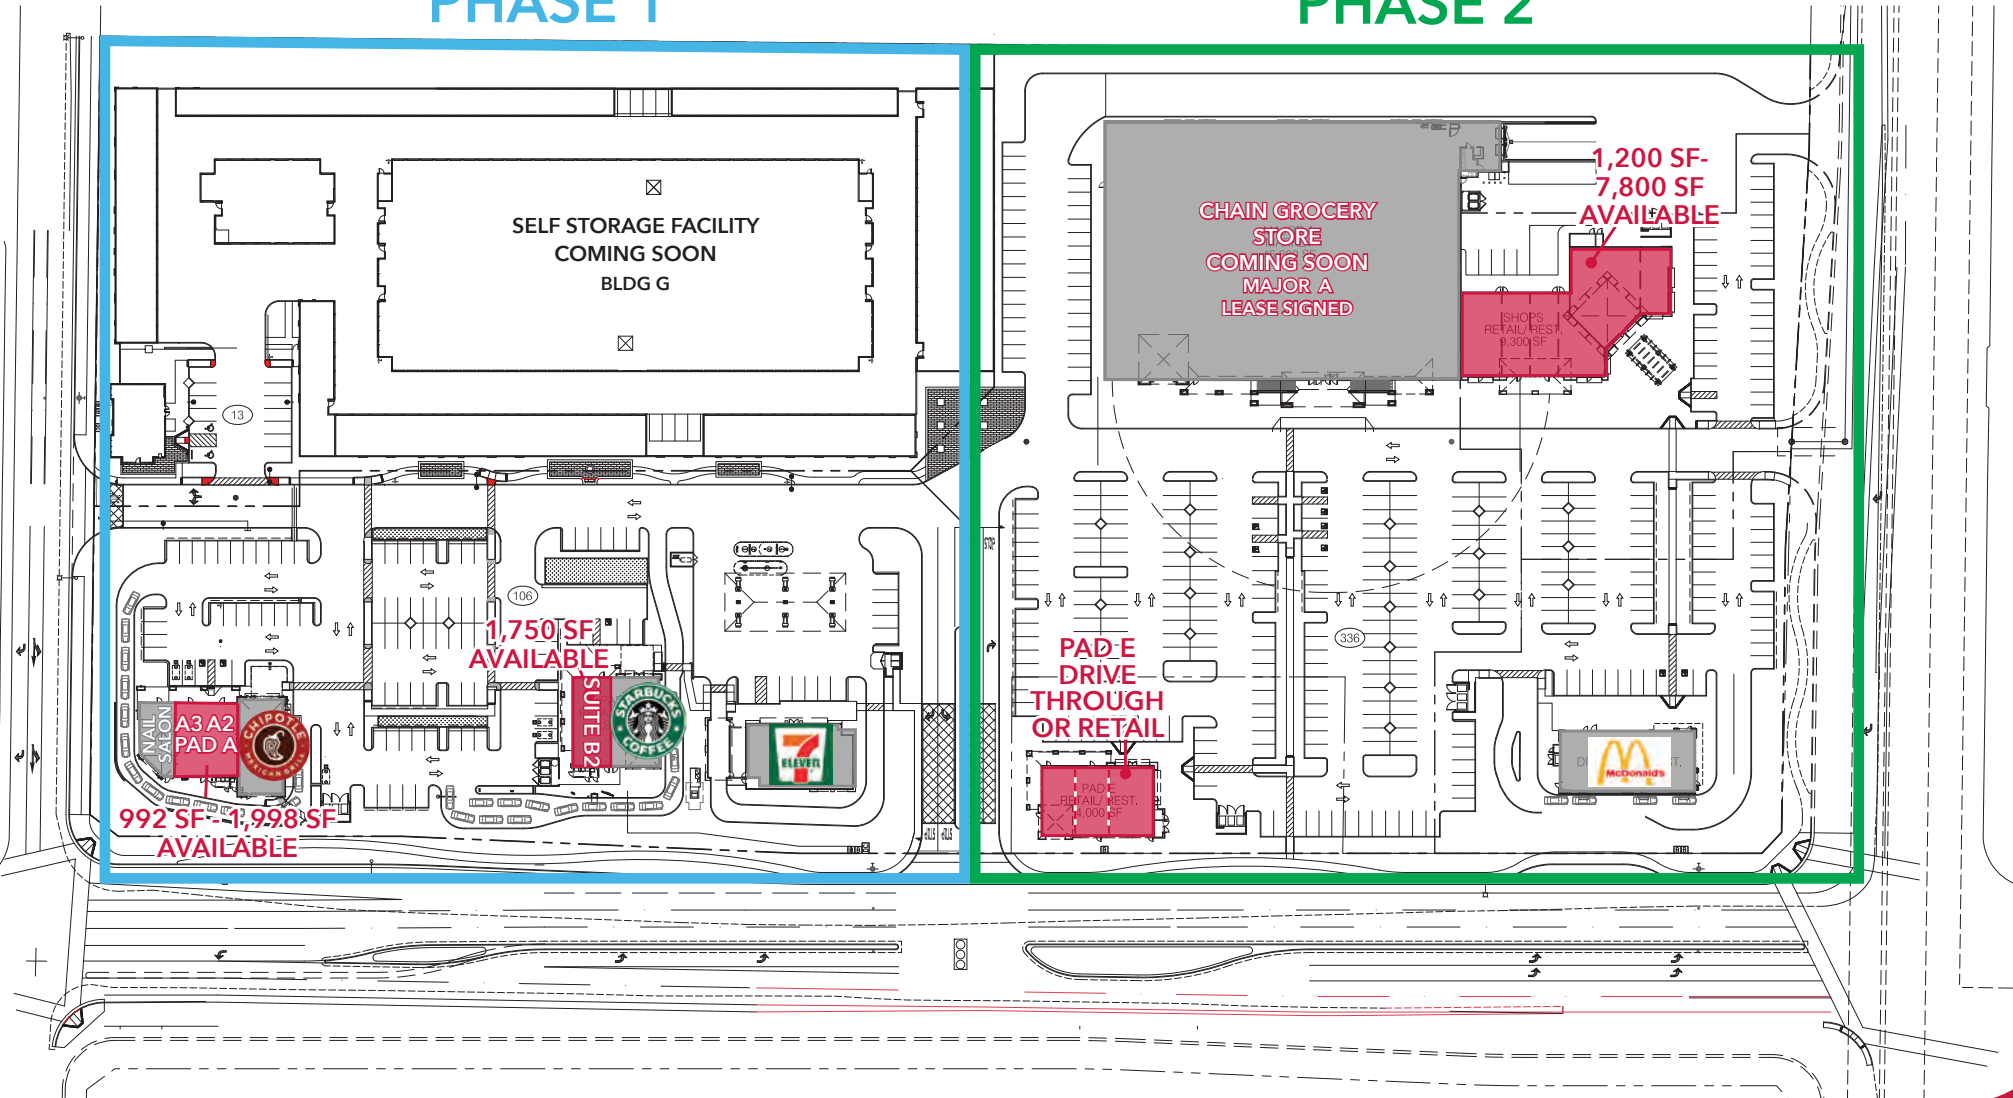 PHASE 1
PHASE 2
SELF STORAGE FACILITY
COMING SOON
BLDG G
CHAIN GROCERY
STORE
COMING SOON
MAJOR A
LEASE SIGNED
1,200 SF-
7,800 SF
AVAILABLE
SHOPS
RETAIL/REST.
9,300 SF
13
106
336
1,750 SF
AVAILABLE
SUITE B2
STARBUCKS
COFFEE
NAIL
SALON
A3 A2
PAD A
CHIPOTLE
MEXICAN GRILL
992 SF - 1,998 SF
AVAILABLE
7
ELEVEN
PAD E
DRIVE
THROUGH
OR RETAIL
PAD E
RETAIL/ REST.
4,000 SF
McDonald's
STOP
STOP
STOP